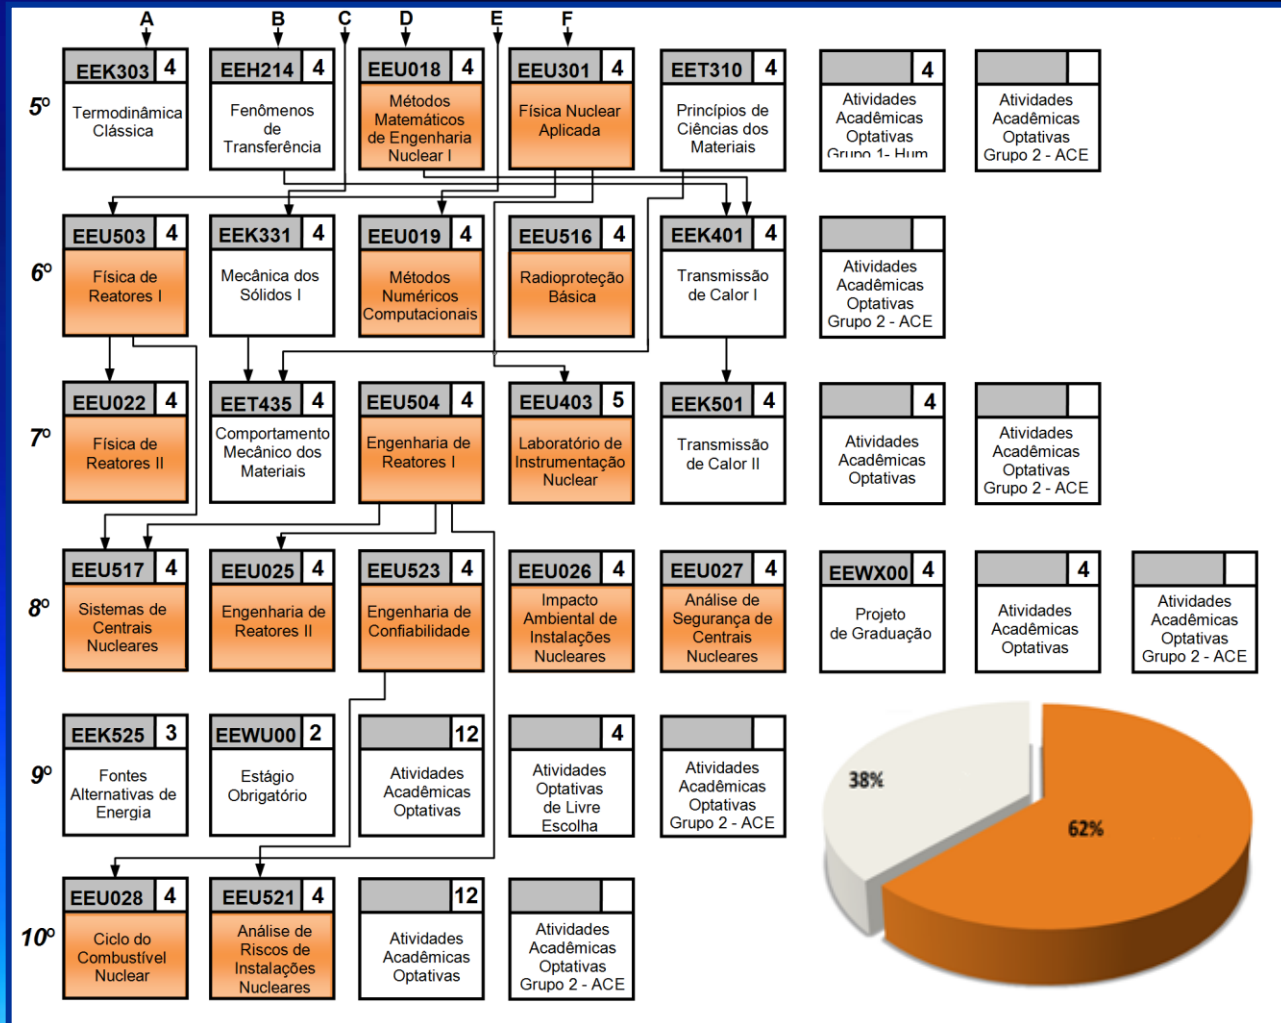 A B C D E F
5º
EEK303 4
Termodinâmica
Clássica
EEH214 4
Fenômenos
de
Transferência
EEU018 4
Métodos
Matemáticos
de Engenharia
Nuclear I
EEU301 4
Física Nuclear
Aplicada
EET310 4
Princípios de
Ciências dos
Materiais
4
Atividades
Acadêmicas
Optativas
Grupo 1- Hum
Atividades
Acadêmicas
Optativas
Grupo 2 - ACE
6º
EEU503 4
Física de
Reatores I
EEK331 4
Mecânica dos
Sólidos I
EEU019 4
Métodos
Numéricos
Computacionais
EEU516 4
Radioproteção
Básica
EEK401 4
Transmissão
de Calor I
Atividades
Acadêmicas
Optativas
Grupo 2 - ACE
7º
EEU022 4
Física de
Reatores II
EET435 4
Comportamento
Mecânico dos
Materiais
EEU504 4
Engenharia de
Reatores I
EEU403 5
Laboratório de
Instrumentação
Nuclear
EEK501 4
Transmissão
de Calor II
4
Atividades
Acadêmicas
Optativas
Atividades
Acadêmicas
Optativas
Grupo 2 - ACE
8º
EEU517 4
Sistemas de
Centrais
Nucleares
EEU025 4
Engenharia de
Reatores II
EEU523 4
Engenharia de
Confiabilidade
EEU026 4
Impacto
Ambiental de
Instalações
Nucleares
EEU027 4
Análise de
Segurança de
Centrais
Nucleares
EEWX00 4
Projeto
de Graduação
4
Atividades
Acadêmicas
Optativas
Atividades
Acadêmicas
Optativas
Grupo 2 - ACE
9º
EEK525 3
Fontes
Alternativas de
Energia
EEWU00 2
Estágio
Obrigatório
12
Atividades
Acadêmicas
Optativas
4
Atividades
Optativas
de Livre
Escolha
Atividades
Acadêmicas
Optativas
Grupo 2 - ACE
38%
62%
10º
EEU028 4
Ciclo do
Combustível
Nuclear
EEU521 4
Análise de
Riscos de
Instalações
Nucleares
12
Atividades
Acadêmicas
Optativas
Atividades
Acadêmicas
Optativas
Grupo 2 - ACE